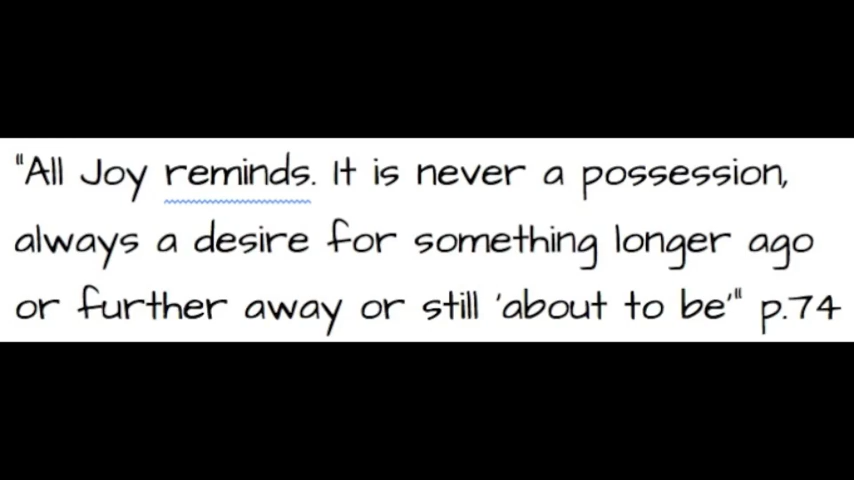 "All Joy reminds. It is never a possession,
always a desire for something longer ago
or further away or still 'about to be'" p.74